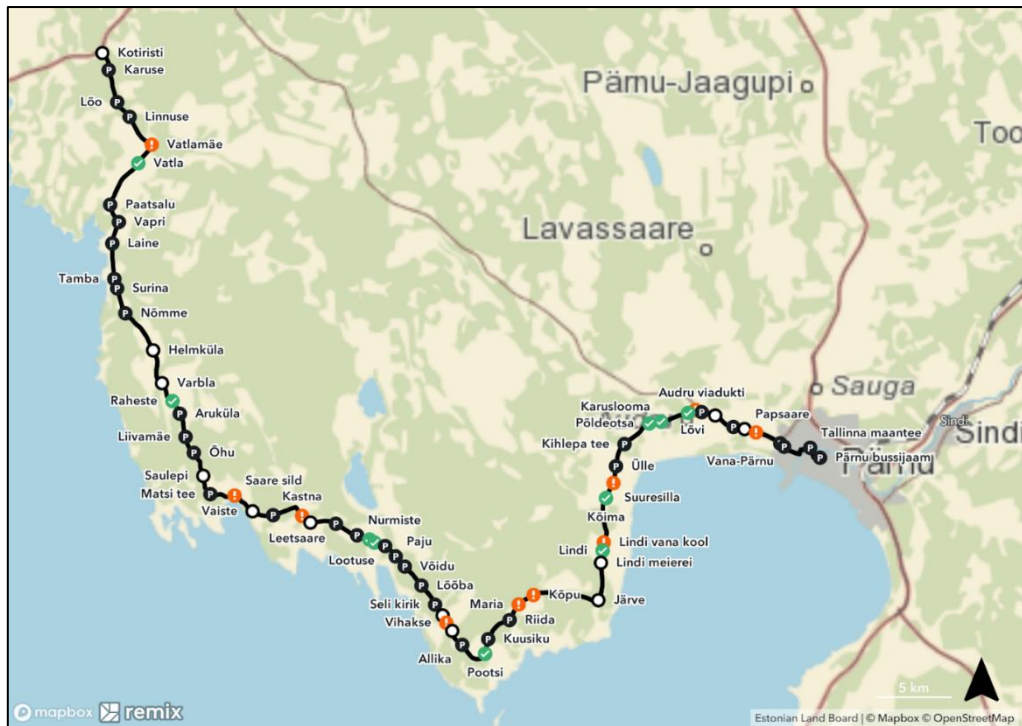 Kotiristi
Karuse
Pärnu-Jaagupi
Lõo
Linnuse
Too
Vatlamäe
Vatla
Paatsalu
Vapri
Lavassaare
Laine
Tamba
Surina
Nõmme
Helmküla
Varbla
Sauga
Audru viadukti
Raheste
Karuslooma
Aruküla
Põldeotsa
Papsaare
Sindi
Lõvi
Tallinna maantee
Sindi
Liivamäe
Kihlepa tee
Õhu
Vana-Pärnu
Pärnu bussijaam
Pärnu
Ülle
Saulepi
Saare sild
Matsi tee
Kastna
Suuresilla
Vaiste
Nurmiste
Kõima
Leetsaare
Paju
Lindi vana kool
Lootuse
Lindi
Võidu
Lindi meierei
Lööba
Kõpu
Seli kirik
Maria
Järve
Vihakse
Riida
Kuusiku
Allika
Pootsi
5 km
mapbox remix
Estonian Land Board | © Mapbox © OpenStreetMap
P
!